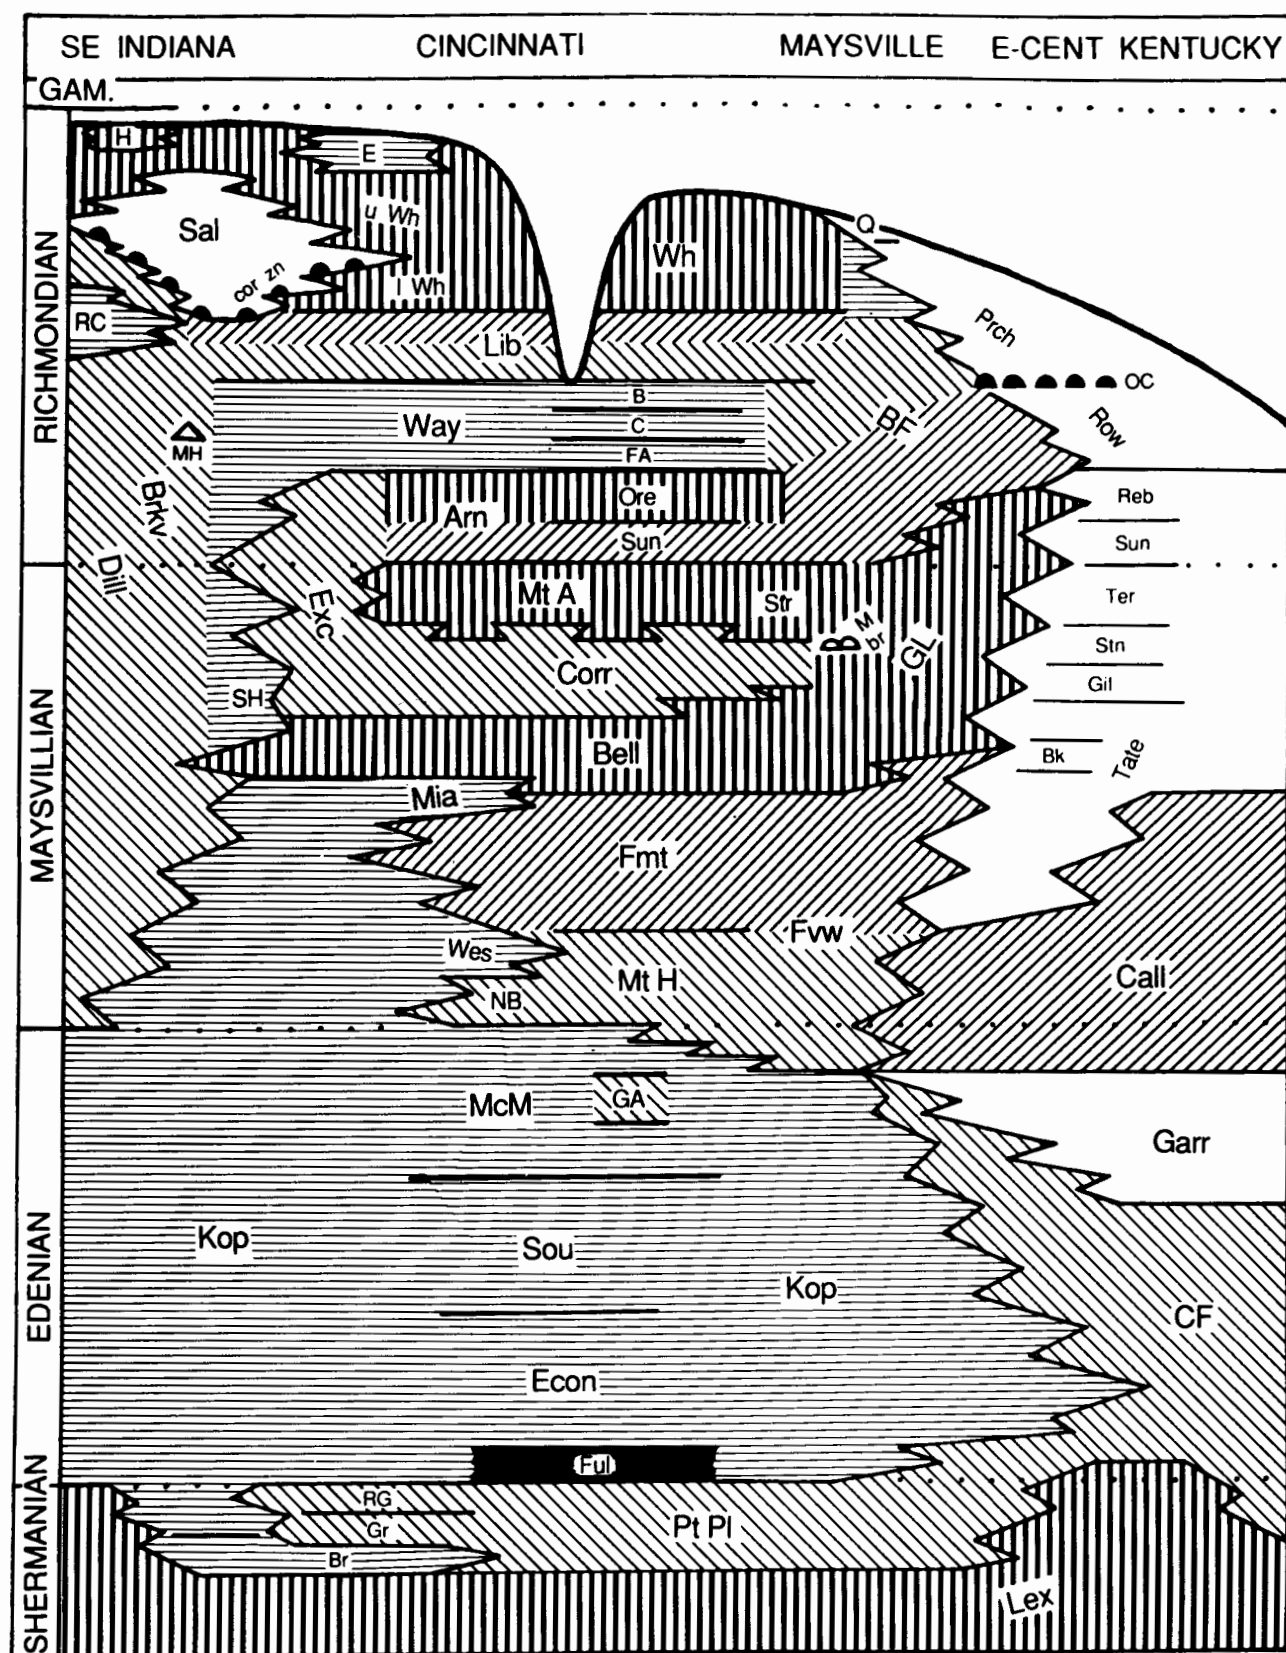 SE INDIANA CINCINNATI MAYSVILLE E-CENT KENTUCKY
GAM.
RICHMONDIAN
MAYSVILLIAN
EDENIAN
SHERMANIAN
H
E
u Wh
Sal
Q
Wh
cor zn
l Wh
RC
Prch
Lib
OC
B
BF
Row
Way
C
MH
FA
Brkv
Ore
Reb
Arn
Sun
Sun
Dill
Exc
Mt A
Str
Ter
M br
GL
Stn
Corr
SH
Gil
Bell
Bk
Tate
Mia
Fmt
Fvw
Wes
Mt H
Call
NB
McM
GA
Garr
Kop
Sou
Kop
CF
Econ
Ful
RG
Gr
Pt Pl
Br
Lex